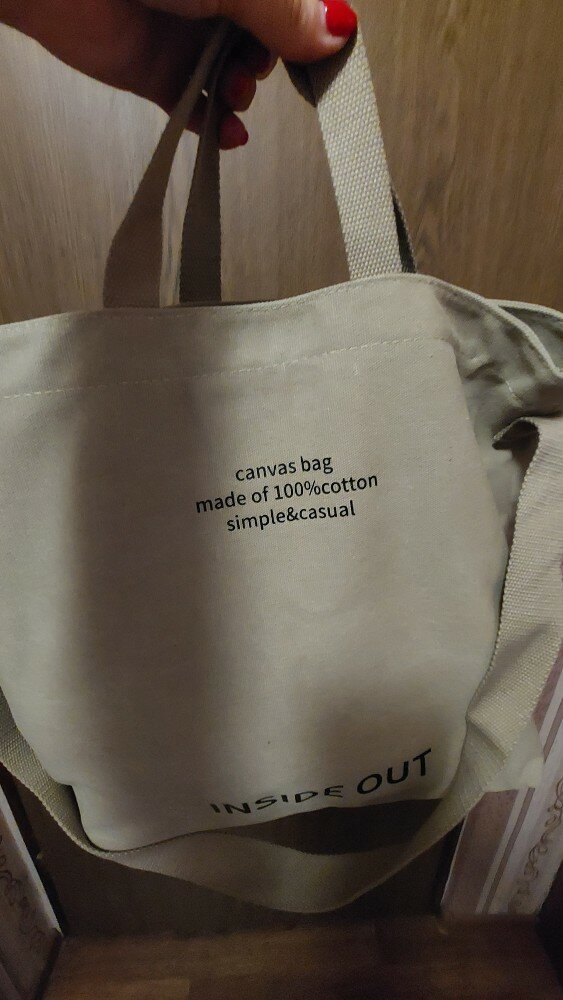 canvas bag
made of 100%cotton
simple&casual
INSIDE OUT